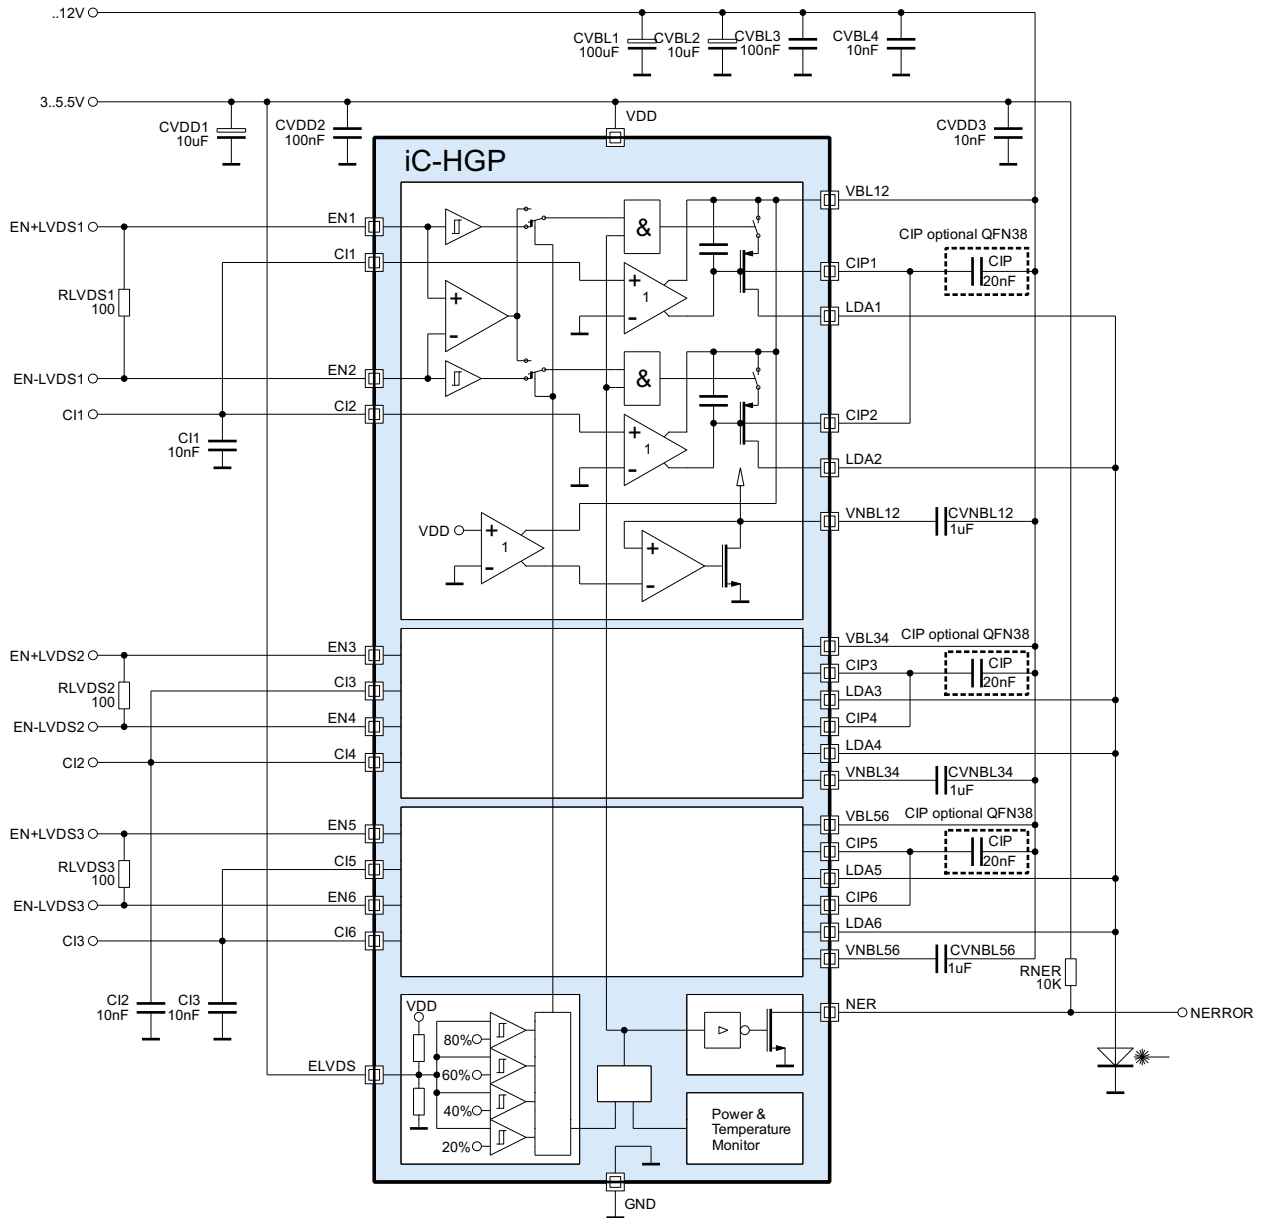 ..12V
CVBL1
100uF
CVBL2
10uF
CVBL3
100nF
CVBL4
10nF
3..5.5V
CVDD1
10uF
CVDD2
100nF
VDD
CVDD3
10nF
iC-HGP
EN+LVDS1
EN1
&
VBL12
CIP optional QFN38
CI1
+
-
1
CIP1
CIP
20nF
RLVDS1
100
+
-
LDA1
EN-LVDS1
EN2
&
CI1
CI2
+
-
1
CIP2
CI1
10nF
LDA2
VDD
+
-
1
+
-
VNBL12
CVNBL12
1uF
EN+LVDS2
EN3
VBL34
CIP optional QFN38
RLVDS2
100
CI3
CIP3
CIP
20nF
LDA3
EN-LVDS2
EN4
CIP4
CI2
CI4
LDA4
VNBL34
CVNBL34
1uF
EN+LVDS3
EN5
VBL56
CIP optional QFN38
RLVDS3
100
CI5
CIP5
CIP
20nF
LDA5
EN-LVDS3
EN6
CIP6
CI3
CI6
LDA6
VNBL56
CVNBL56
1uF
RNER
10K
CI2
10nF
CI3
10nF
VDD
NER
NERROR
80%
ELVDS
60%
40%
20%
Power &
Temperature
Monitor
GND